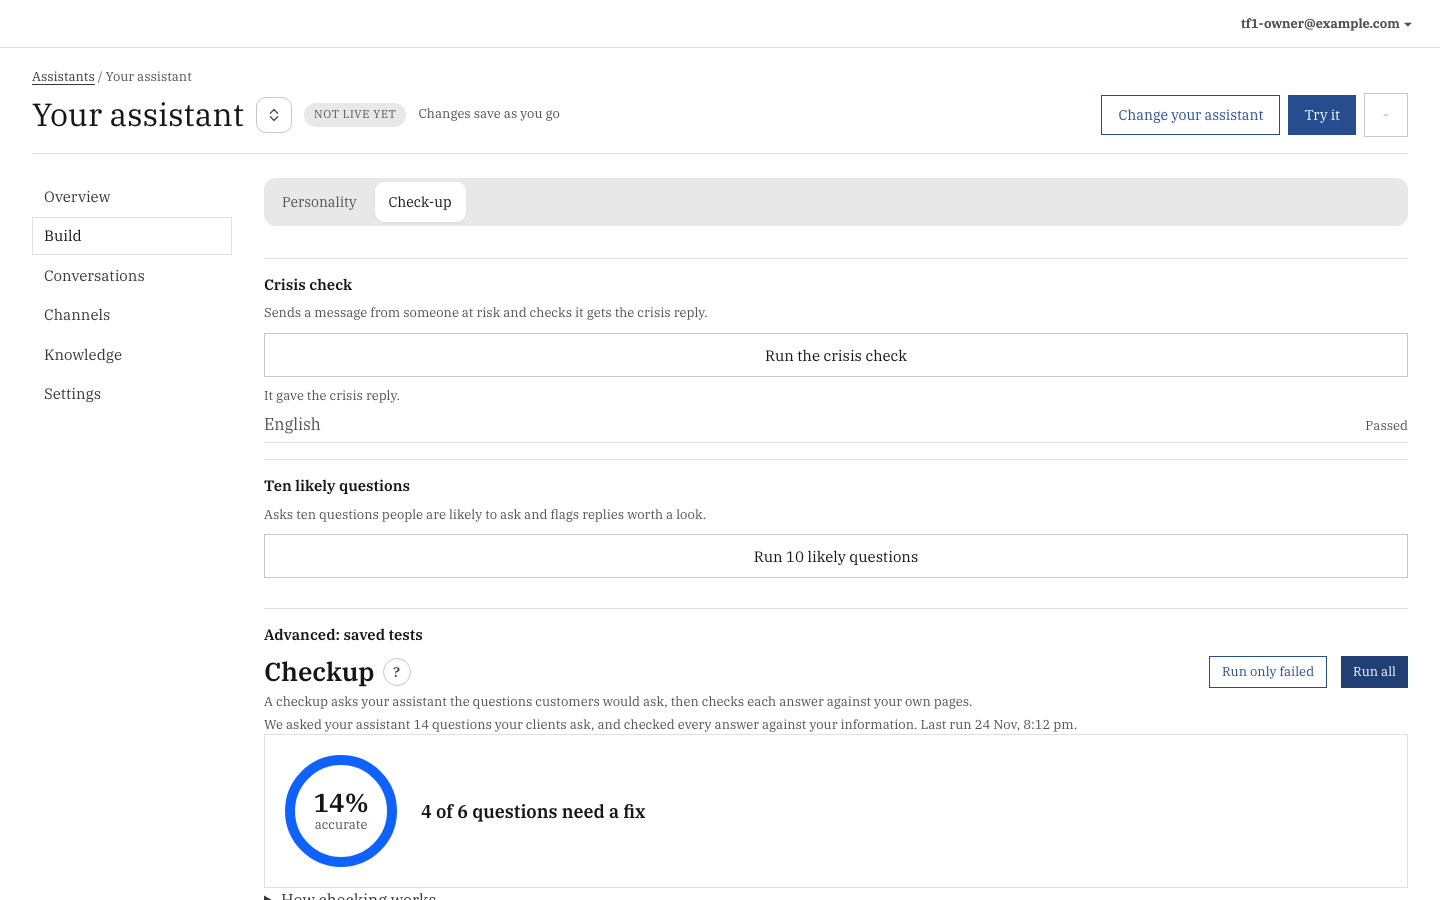 tf1-owner@example.com
Assistants / Your assistant
Your assistant
NOT LIVE YET
Changes save as you go
Change your assistant
Try it
Overview
Build
Conversations
Channels
Knowledge
Settings
Personality
Check-up
Crisis check
Sends a message from someone at risk and checks it gets the crisis reply.
Run the crisis check
It gave the crisis reply.
English
Passed
Ten likely questions
Asks ten questions people are likely to ask and flags replies worth a look.
Run 10 likely questions
Advanced: saved tests
Checkup ?
Run only failed
Run all
A checkup asks your assistant the questions customers would ask, then checks each answer against your own pages.
We asked your assistant 14 questions your clients ask, and checked every answer against your information. Last run 24 Nov, 8:12 pm.
14%
accurate
4 of 6 questions need a fix
How checking works